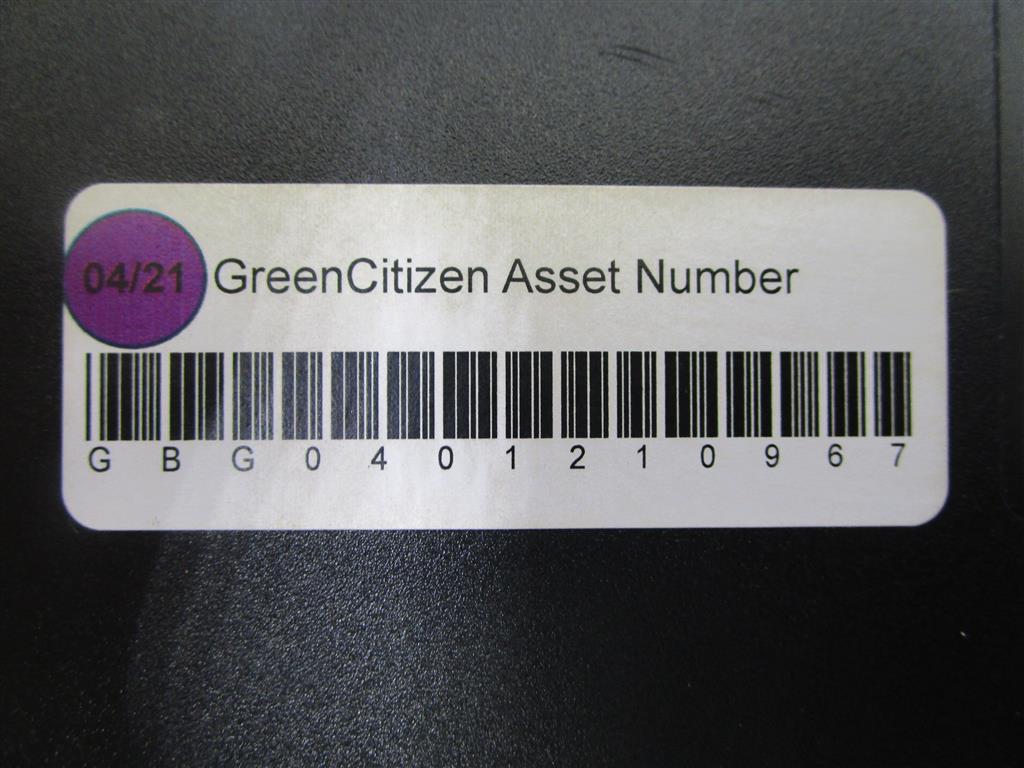 04/21 GreenCitizen Asset Number
G B G 0 4 0 1 2 1 0 9 6 7